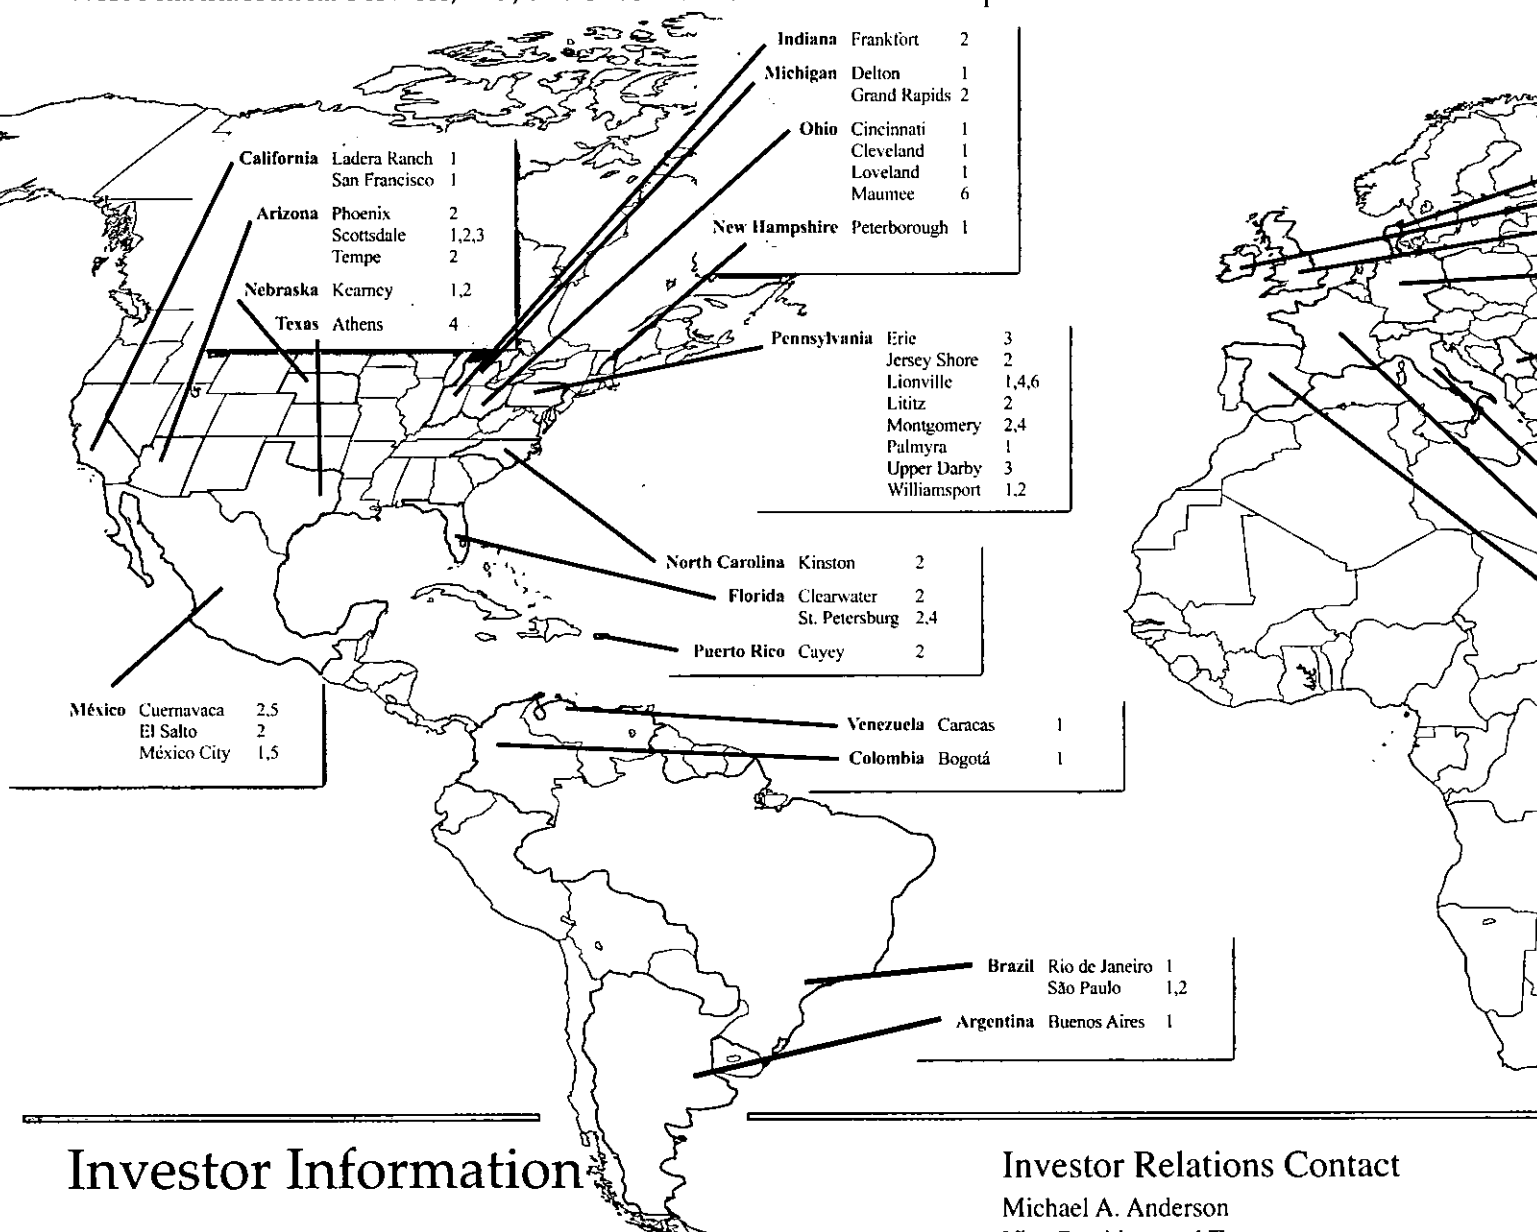 Indiana Frankfort 2
Michigan Delton 1
Grand Rapids 2
Ohio Cincinnati 1
Cleveland 1
Loveland 1
Maumee 6
New Hampshire Peterborough 1
California Ladera Ranch 1
San Francisco 1
Arizona Phoenix 2
Scottsdale 1,2,3
Tempe 2
Nebraska Kearney 1,2
Texas Athens 4
Pennsylvania Erie 3
Jersey Shore 2
Lionville 1,4,6
Lititz 2
Montgomery 2,4
Palmyra 1
Upper Darby 3
Williamsport 1,2
North Carolina Kinston 2
Florida Clearwater 2
St. Petersburg 2,4
Puerto Rico Cayey 2
México Cuernavaca 2,5
El Salto 2
México City 1,5
Venezuela Caracas 1
Colombia Bogotá 1
Brazil Rio de Janeiro 1
São Paulo 1,2
Argentina Buenos Aires 1
Investor Information
Investor Relations Contact
Michael A. Anderson